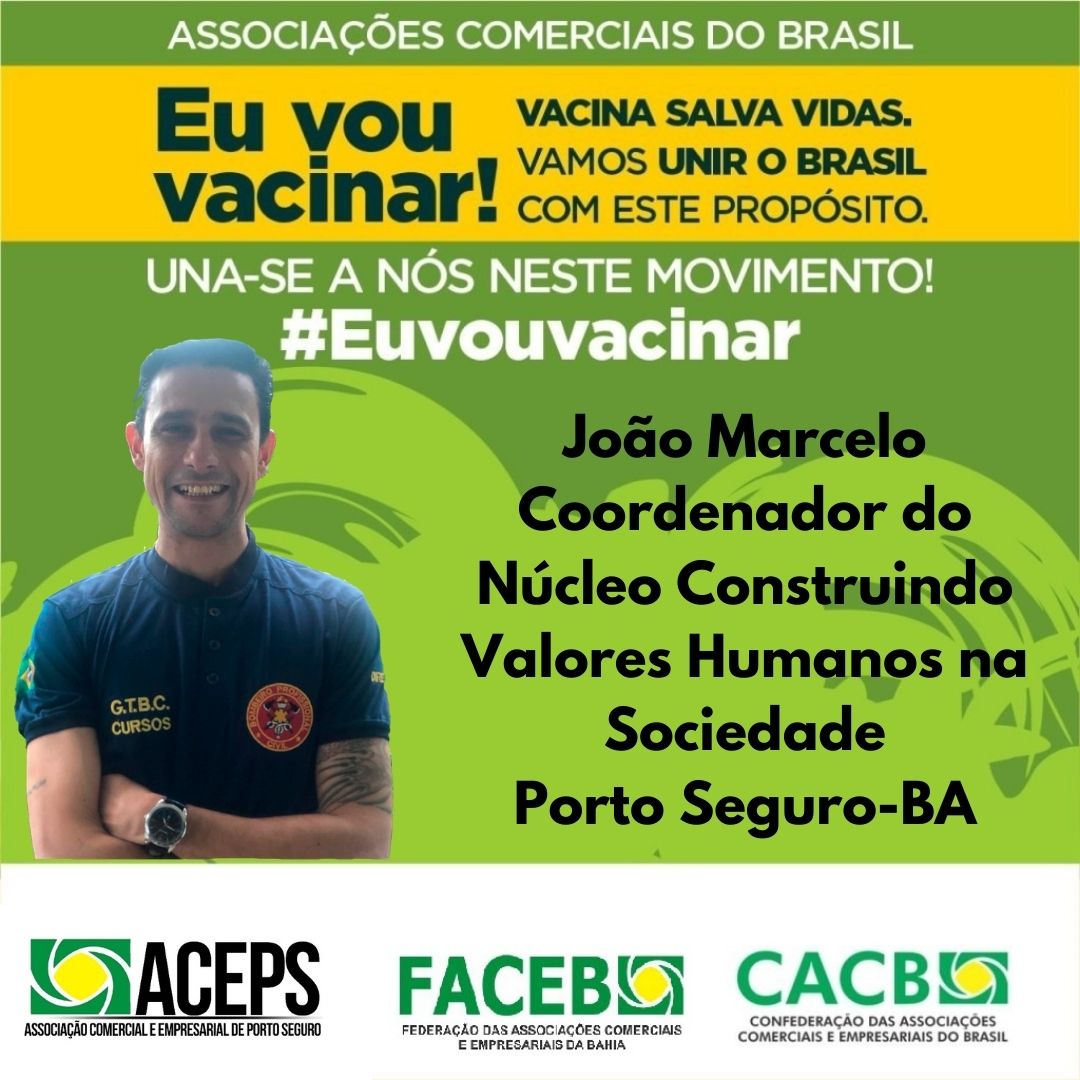 ASSOCIAÇÕES COMERCIAIS DO BRASIL
Eu vou
vacinar!
VACINA SALVA VIDAS.
VAMOS UNIR O BRASIL
COM ESTE PROPÓSITO.
UNA-SE A NÓS NESTE MOVIMENTO!
#Euvouvacinar
João Marcelo
Coordenador do
Núcleo Construindo
Valores Humanos na
Sociedade
Porto Seguro-BA
G.T.B.C.
CURSOS
BOMBEIRO PROFISSIONAL
CIVIL
ACEPS
ASSOCIAÇÃO COMERCIAL E EMPRESARIAL DE PORTO SEGURO
FACEB
FEDERAÇÃO DAS ASSOCIAÇÕES COMERCIAIS
E EMPRESARIAIS DA BAHIA
CACB
CONFEDERAÇÃO DAS ASSOCIAÇÕES
COMERCIAIS E EMPRESARIAIS DO BRASIL